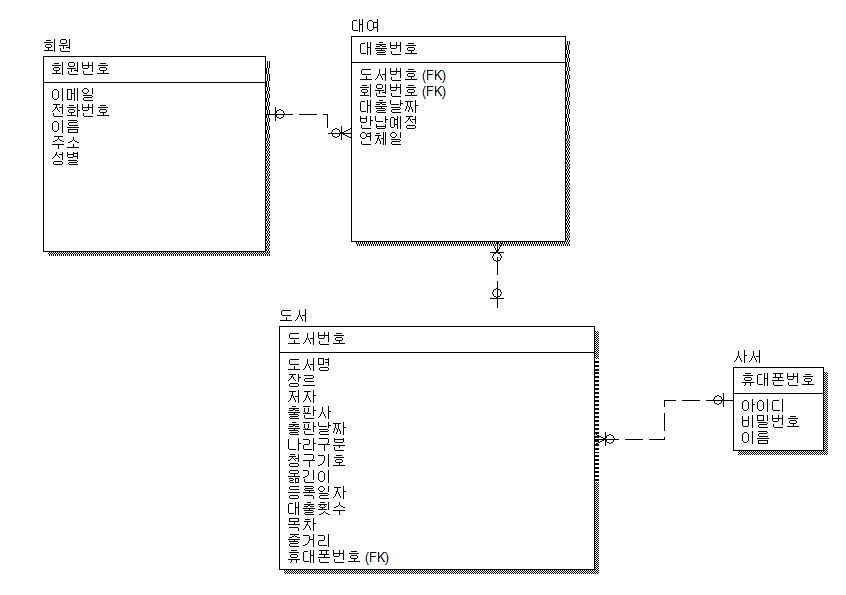 회원
회원번호
이메일
전화번호
이름
주소
성별
대여
대출번호
도서번호 (FK)
회원번호 (FK)
대출날짜
반납예정
연체일
도서
도서번호
도서명
장르
저자
출판사
출판날짜
나라구분
청구기호
옮긴이
등록일자
대출횟수
목차
줄거리
휴대폰번호 (FK)
사서
휴대폰번호
아이디
비밀번호
이름